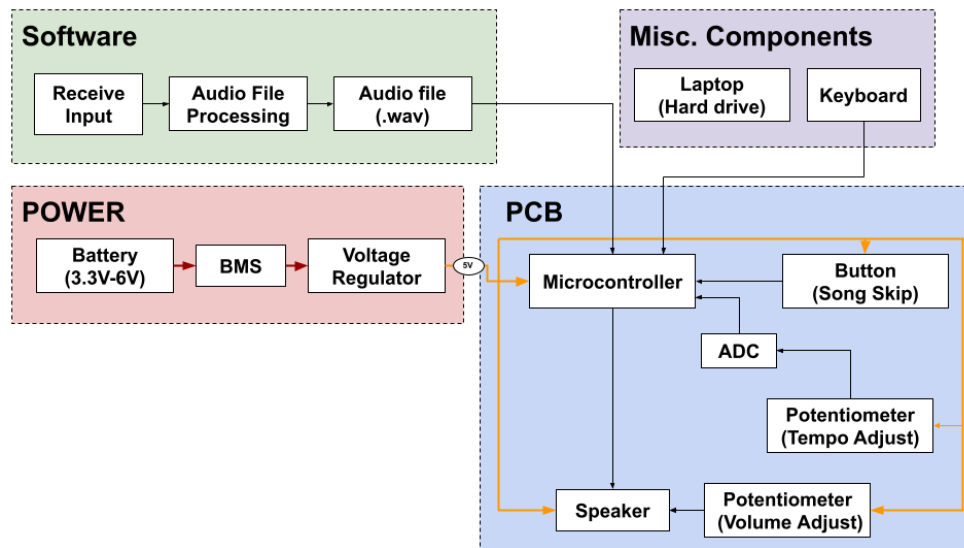 Software
Receive
Input
Audio File
Processing
Audio file
(.wav)
Misc. Components
Laptop
(Hard drive)
Keyboard
POWER
Battery
(3.3V-6V)
BMS
Voltage
Regulator
5V
PCB
Microcontroller
Button
(Song Skip)
ADC
Potentiometer
(Tempo Adjust)
Speaker
Potentiometer
(Volume Adjust)